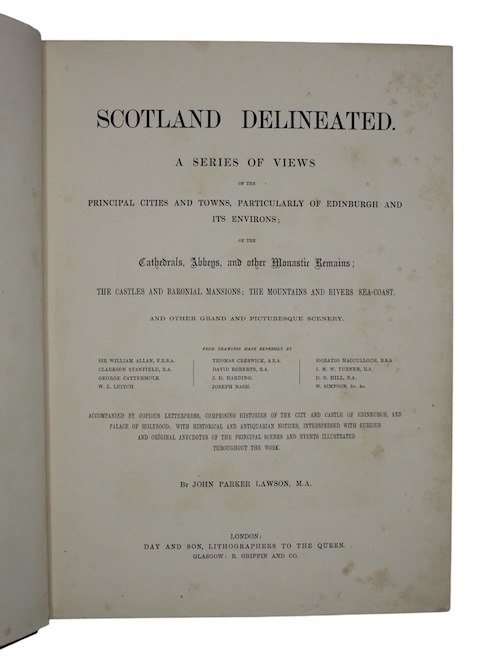 SCOTLAND DELINEATED.
A SERIES OF VIEWS
OF THE
PRINCIPAL CITIES AND TOWNS, PARTICULARLY OF EDINBURGH AND
ITS ENVIRONS;
OF THE
Cathedrals, Abbeys, and other Monastic Remains;
THE CASTLES AND BARONIAL MANSIONS; THE MOUNTAINS AND RIVERS SEA-COAST.
AND OTHER GRAND AND PICTURESQUE SCENERY.
FROM DRAWINGS MADE EXPRESSLY BY
SIR WILLIAM ALLAN, P.R.S.A.
CLARKSON STANFIELD, R.A.
GEORGE CATTERMOLE.
W. L. LEITCH
THOMAS CRESWICK, A.R.A.
DAVID ROBERTS, R.A.
J. D. HARDING.
JOSEPH NASH.
HORATIO MACCULLOCH, R.S.A
J. M. W. TURNER, R.A.
D. O. HILL, R.A.
W. SIMPSON, &c. &c.
ACCOMPANIED BY COPIOUS LETTERPRESS, COMPRISING HISTORIES OF THE CITY AND CASTLE OF EDINBURGH, AND
PALACE OF HOLYROOD; WITH HISTORICAL AND ANTIQUARIAN NOTICES, INTERSPERSED WITH CURIOUS
AND ORIGINAL ANECDOTES OF THE PRINCIPAL SCENES AND EVENTS ILLUSTRATED
THROUGHOUT THE WORK.
BY JOHN PARKER LAWSON, M.A.
LONDON:
DAY AND SON, LITHOGRAPHERS TO THE QUEEN.
GLASGOW: R. GRIFFIN AND CO.